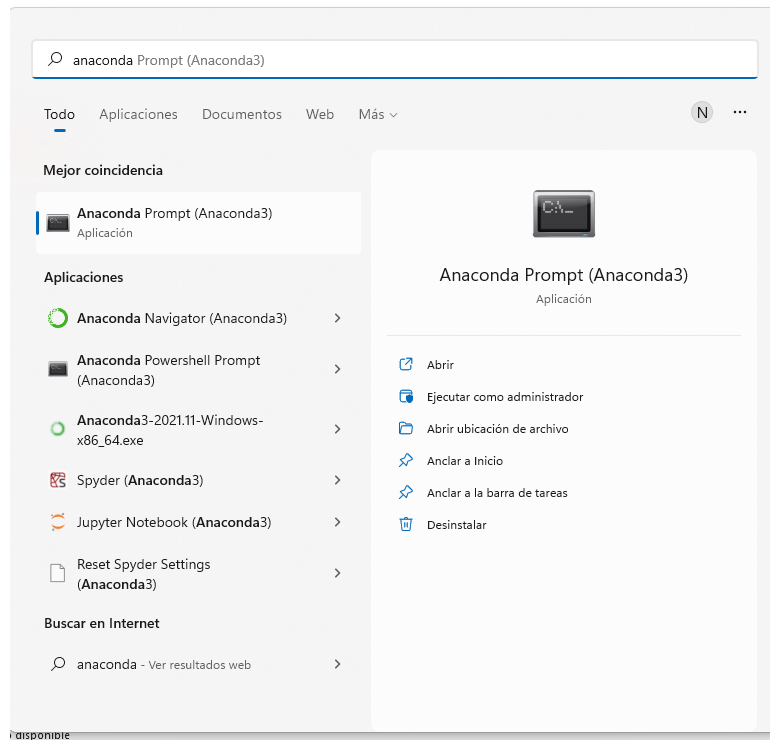 anaconda Prompt (Anaconda3)
Todo Aplicaciones Documentos Web Más
N
Mejor coincidencia
Anaconda Prompt (Anaconda3)
Aplicación
Aplicaciones
Anaconda Navigator (Anaconda3)
Anaconda Powershell Prompt
(Anaconda3)
Anaconda3-2021.11-Windows-
x86_64.exe
Spyder (Anaconda3)
Jupyter Notebook (Anaconda3)
Reset Spyder Settings
(Anaconda3)
Buscar en Internet
anaconda - Ver resultados web
C:\_
Anaconda Prompt (Anaconda3)
Aplicación
Abrir
Ejecutar como administrador
Abrir ubicación de archivo
Anclar a Inicio
Anclar a la barra de tareas
Desinstalar
disponible